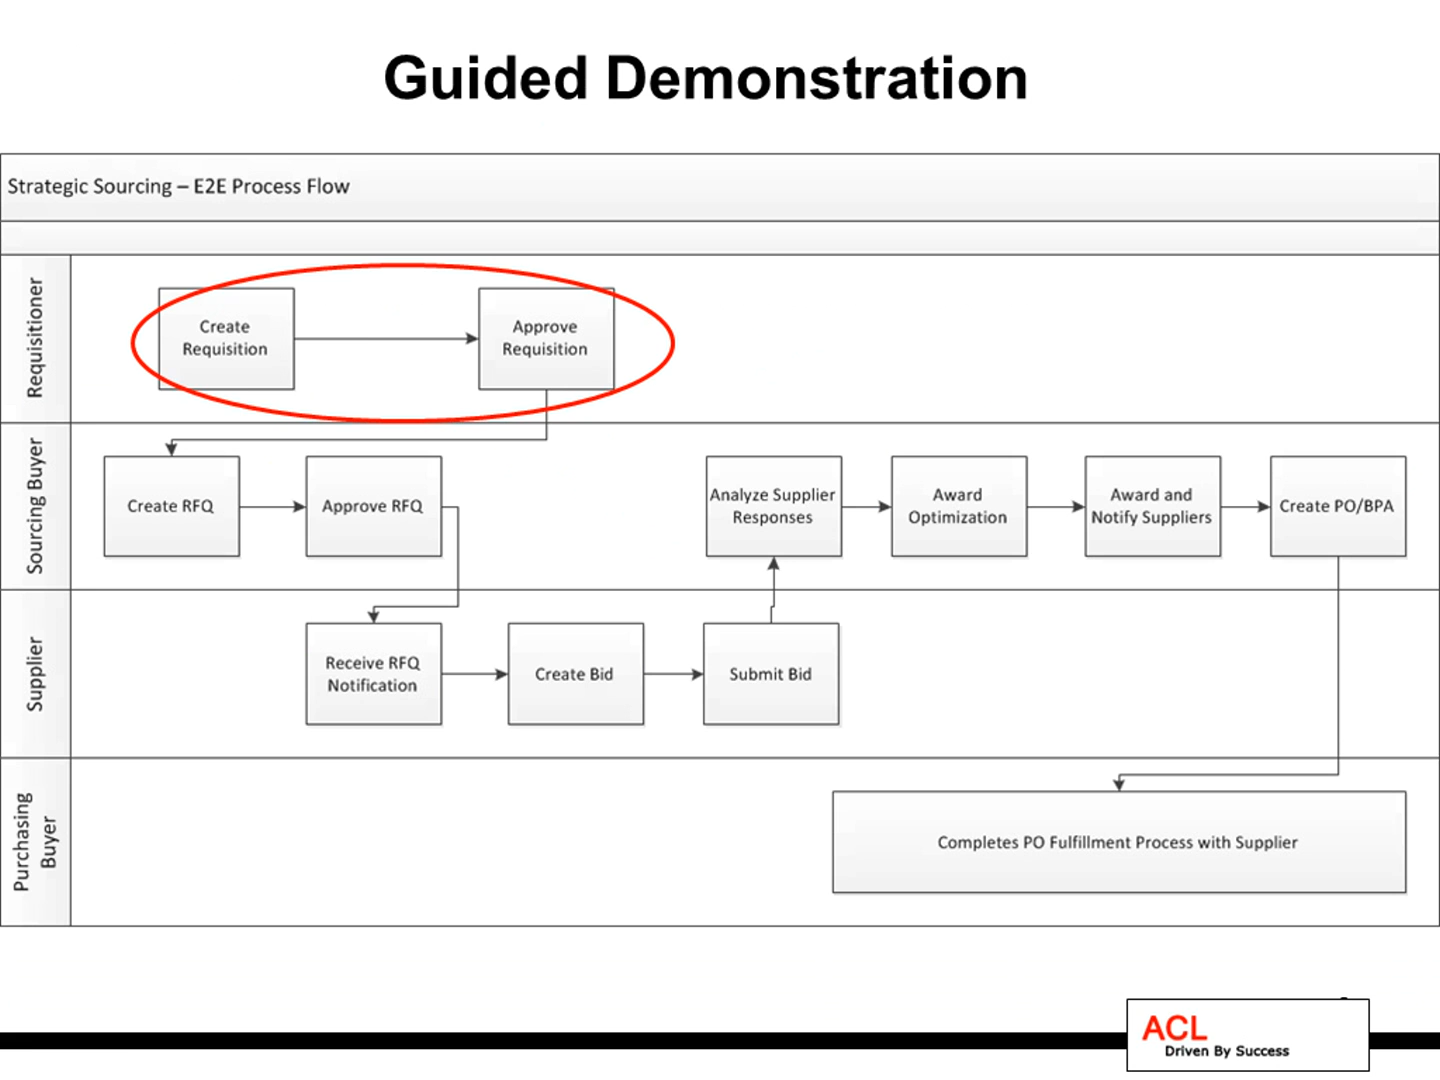 Guided Demonstration
Strategic Sourcing – E2E Process Flow
Requisitioner
Create
Requisition
Approve
Requisition
Sourcing Buyer
Create RFQ
Approve RFQ
Analyze Supplier
Responses
Award
Optimization
Award and
Notify Suppliers
Create PO/BPA
Supplier
Receive RFQ
Notification
Create Bid
Submit Bid
Purchasing
Buyer
Completes PO Fulfillment Process with Supplier
ACL
Driven By Success